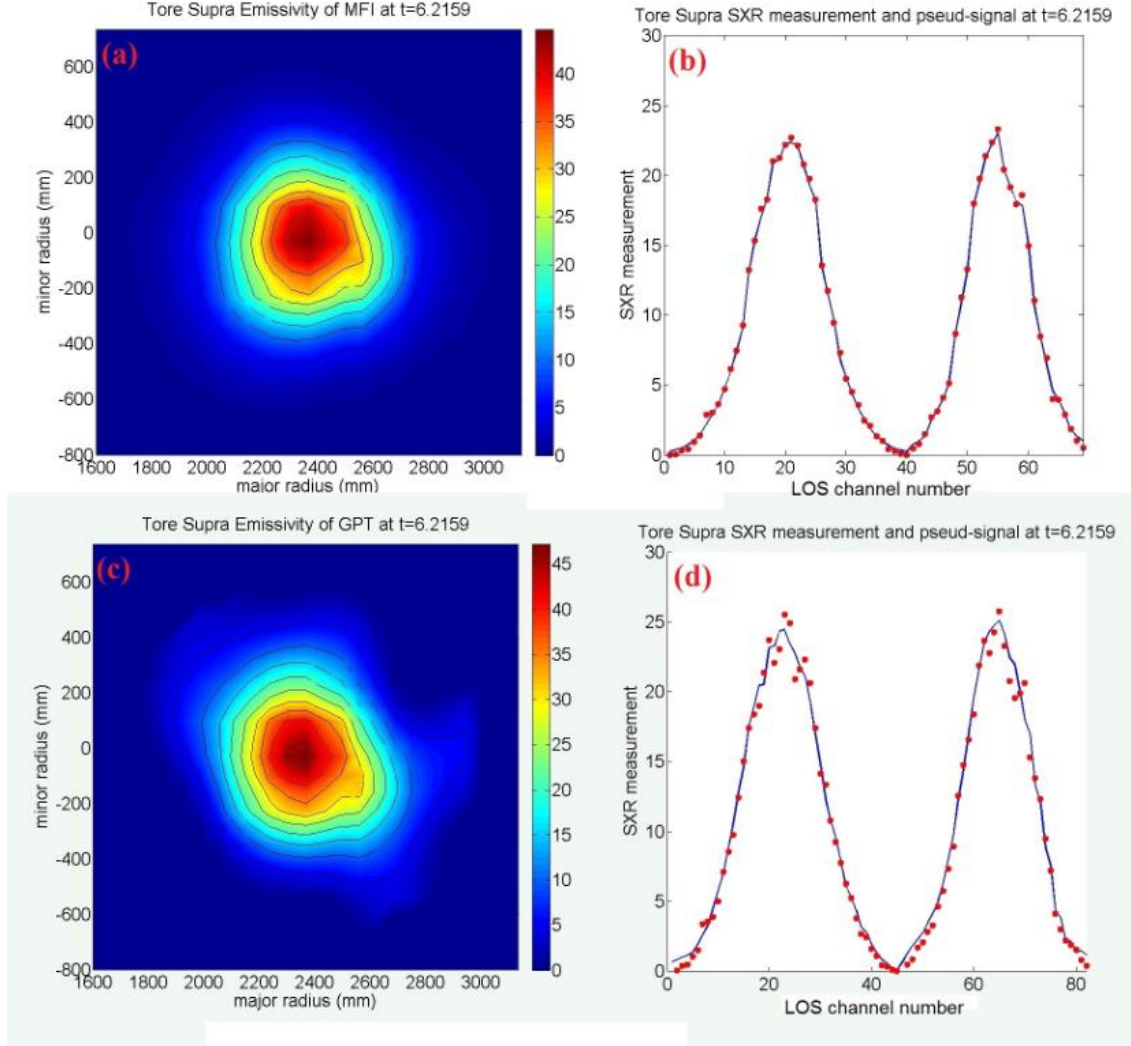 Tore Supra Emissivity of MFI at t=6.2159
(a)
600
400
200
0
-200
-400
-600
-800
minor radius (mm)
1600 1800 2000 2200 2400 2600 2800 3000
major radius (mm)
40
35
30
25
20
15
10
5
0
Tore Supra SXR measurement and pseud-signal at t=6.2159
(b)
30
25
20
15
10
5
0
SXR measurement
0 10 20 30 40 50 60
LOS channel number
Tore Supra Emissivity of GPT at t=6.2159
(c)
600
400
200
0
-200
-400
-600
-800
minor radius (mm)
1600 1800 2000 2200 2400 2600 2800 3000
major radius (mm)
45
40
35
30
25
20
15
10
5
0
Tore Supra SXR measurement and pseud-signal at t=6.2159
(d)
30
25
20
15
10
5
0
SXR measurement
0 20 40 60 80
LOS channel number